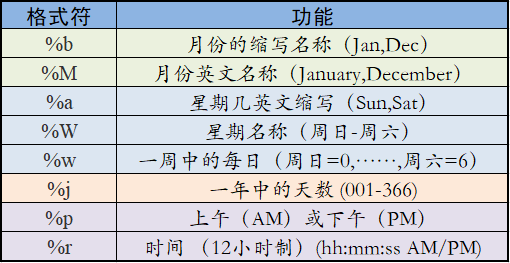 格式符 功能
%b 月份的缩写名称（Jan,Dec）
%M 月份英文名称（January,December）
%a 星期几英文缩写（Sun,Sat）
%W 星期名称（周日-周六）
%w 一周中的每日（周日=0,……,周六=6）
%j 一年中的天数 (001-366)
%p 上午（AM）或下午（PM）
%r 时间 （12小时制）(hh:mm:ss AM/PM)